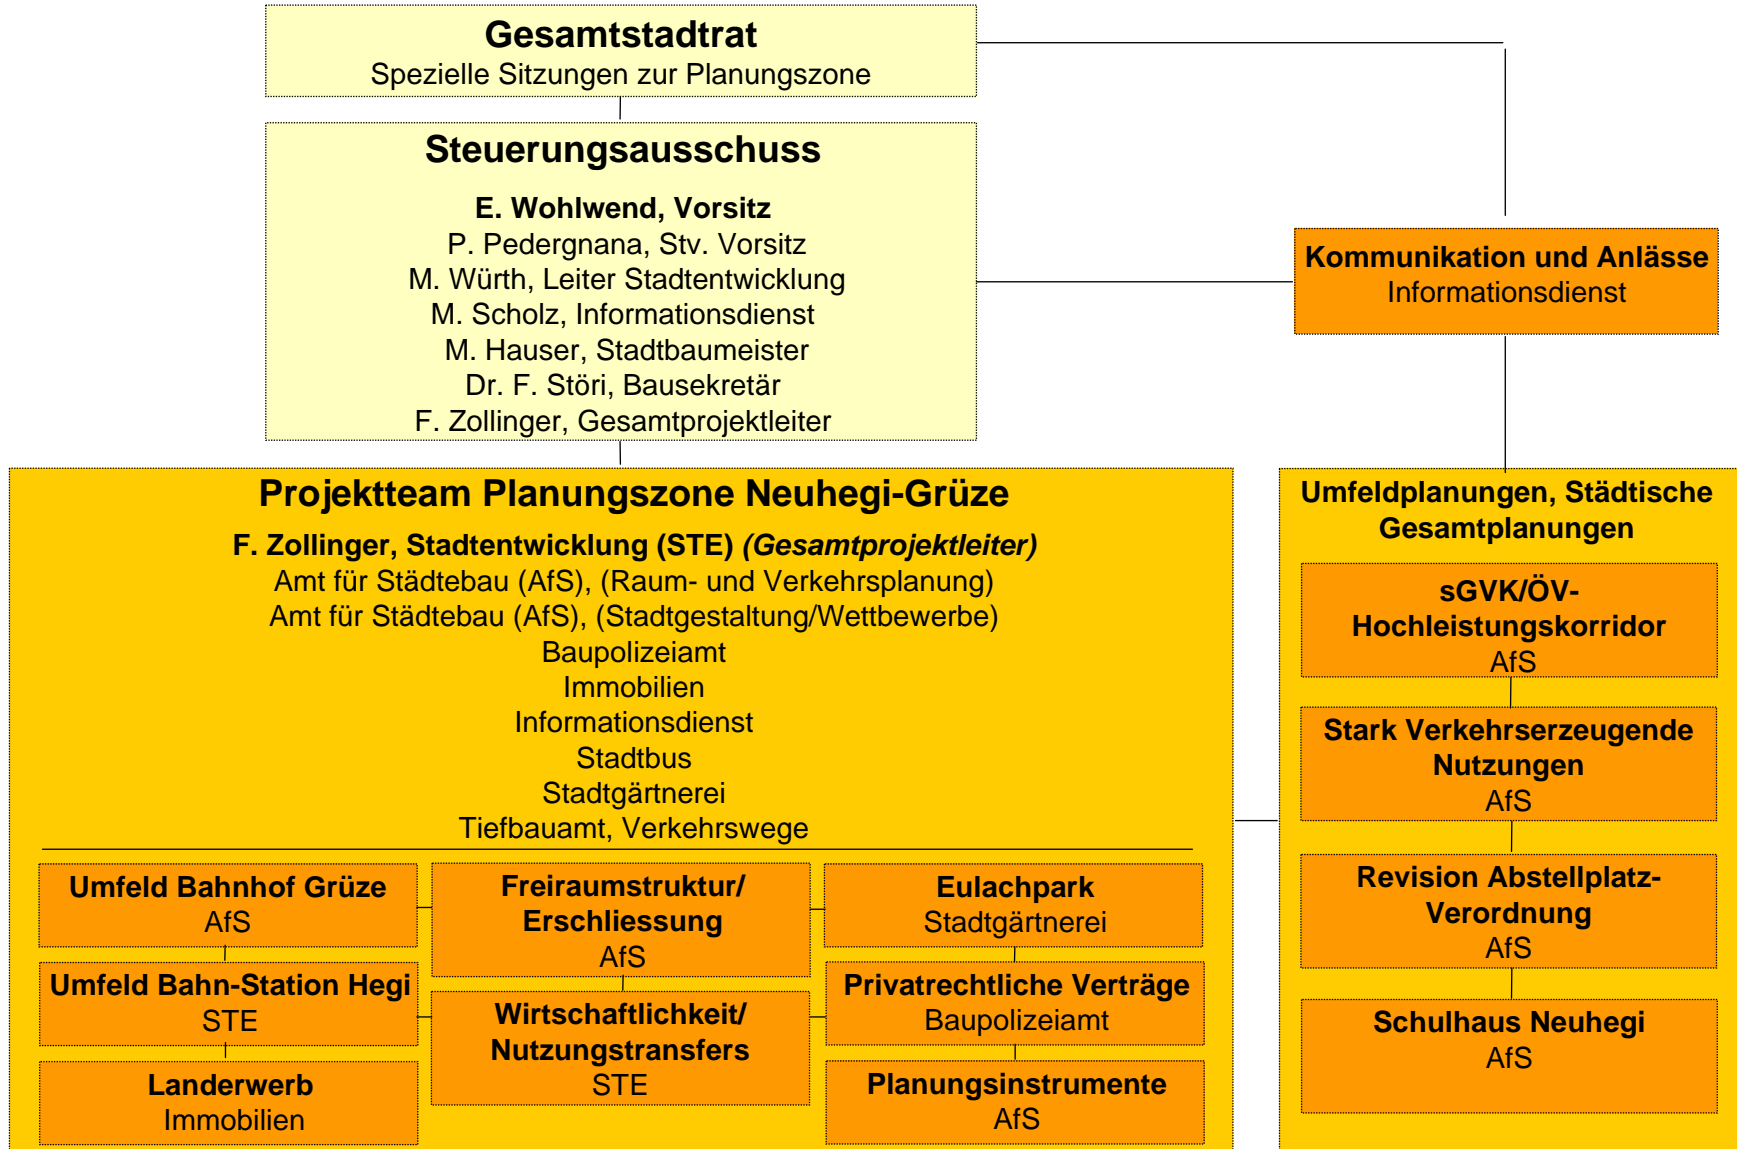 Gesamtstadtrat
Spezielle Sitzungen zur Planungszone
Steuerungsausschuss
E. Wohlwend, Vorsitz
P. Pedergnana, Stv. Vorsitz
M. Würth, Leiter Stadtentwicklung
M. Scholz, Informationsdienst
M. Hauser, Stadtbaumeister
Dr. F. Störi, Bausekretär
F. Zollinger, Gesamtprojektleiter
Kommunikation und Anlässe
Informationsdienst
Projektteam Planungszone Neuhegi-Grüze
F. Zollinger, Stadtentwicklung (STE) (Gesamtprojektleiter)
Amt für Städtebau (AfS), (Raum- und Verkehrsplanung)
Amt für Städtebau (AfS), (Stadtgestaltung/Wettbewerbe)
Baupolizeiamt
Immobilien
Informationsdienst
Stadtbus
Stadtgärtnerei
Tiefbauamt, Verkehrswege
Umfeld Bahnhof Grüze
AfS
Umfeld Bahn-Station Hegi
STE
Landerwerb
Immobilien
Freiraumstruktur/
Erschliessung
AfS
Wirtschaftlichkeit/
Nutzungstransfers
STE
Eulachpark
Stadtgärtnerei
Privatrechtliche Verträge
Baupolizeiamt
Planungsinstrumente
AfS
Umfeldplanungen, Städtische
Gesamtplanungen
sGVK/ÖV-
Hochleistungskorridor
AfS
Stark Verkehrserzeugende
Nutzungen
AfS
Revision Abstellplatz-
Verordnung
AfS
Schulhaus Neuhegi
AfS